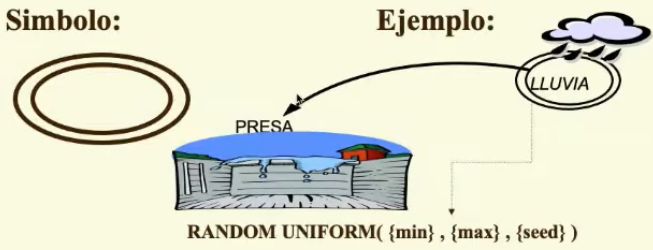 Simbolo:
Ejemplo:
LLUVIA
PRESA
RANDOM UNIFORM( {min} , {max} , {seed} )